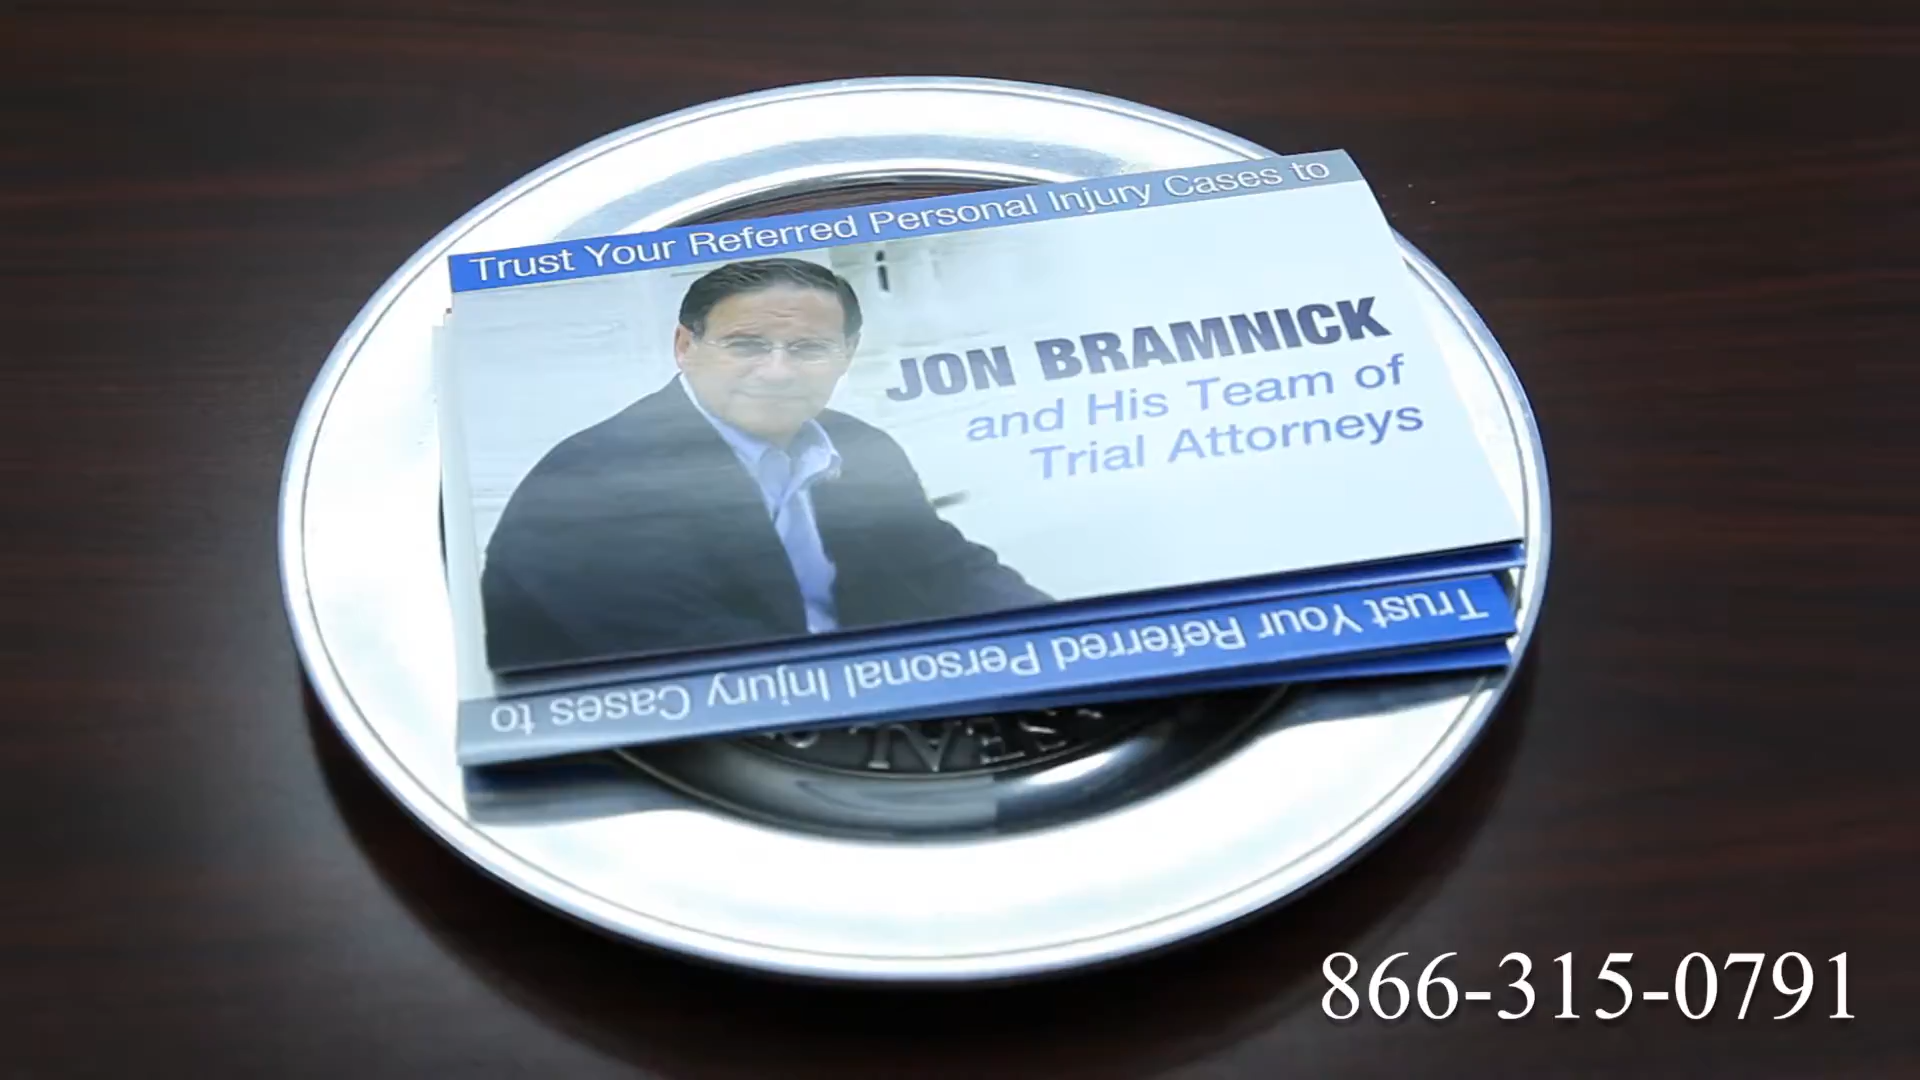 Trust Your Referred Personal Injury Cases to
JON BRAMNICK
and His Team of
Trial Attorneys
Trust Your Referred Personal Injury Cases to
SEAL
866-315-0791